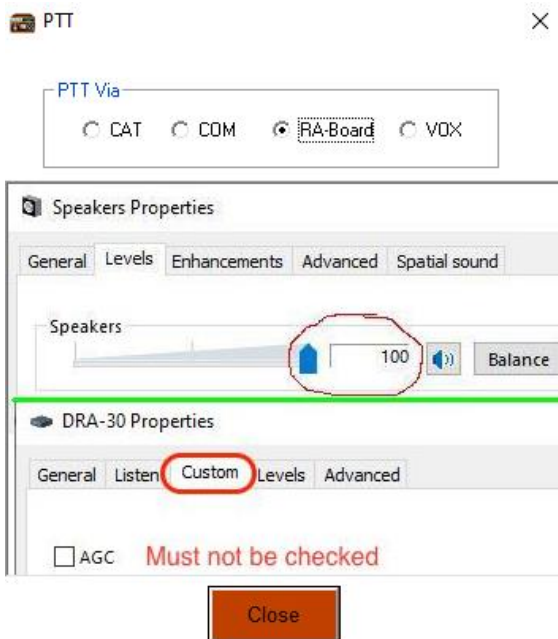 PTT
PTT Via
CAT COM RA-Board VOX
Speakers Properties
General Levels Enhancements Advanced Spatial sound
Speakers
100 Balance
DRA-30 Properties
General Listen Custom Levels Advanced
AGC Must not be checked
Close